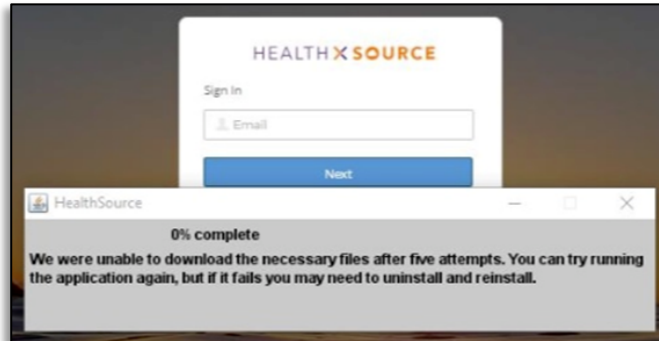 HEALTH X SOURCE
Sign In
Email
Next
HealthSource
0% complete
We were unable to download the necessary files after five attempts. You can try running
the application again, but if it fails you may need to uninstall and reinstall.